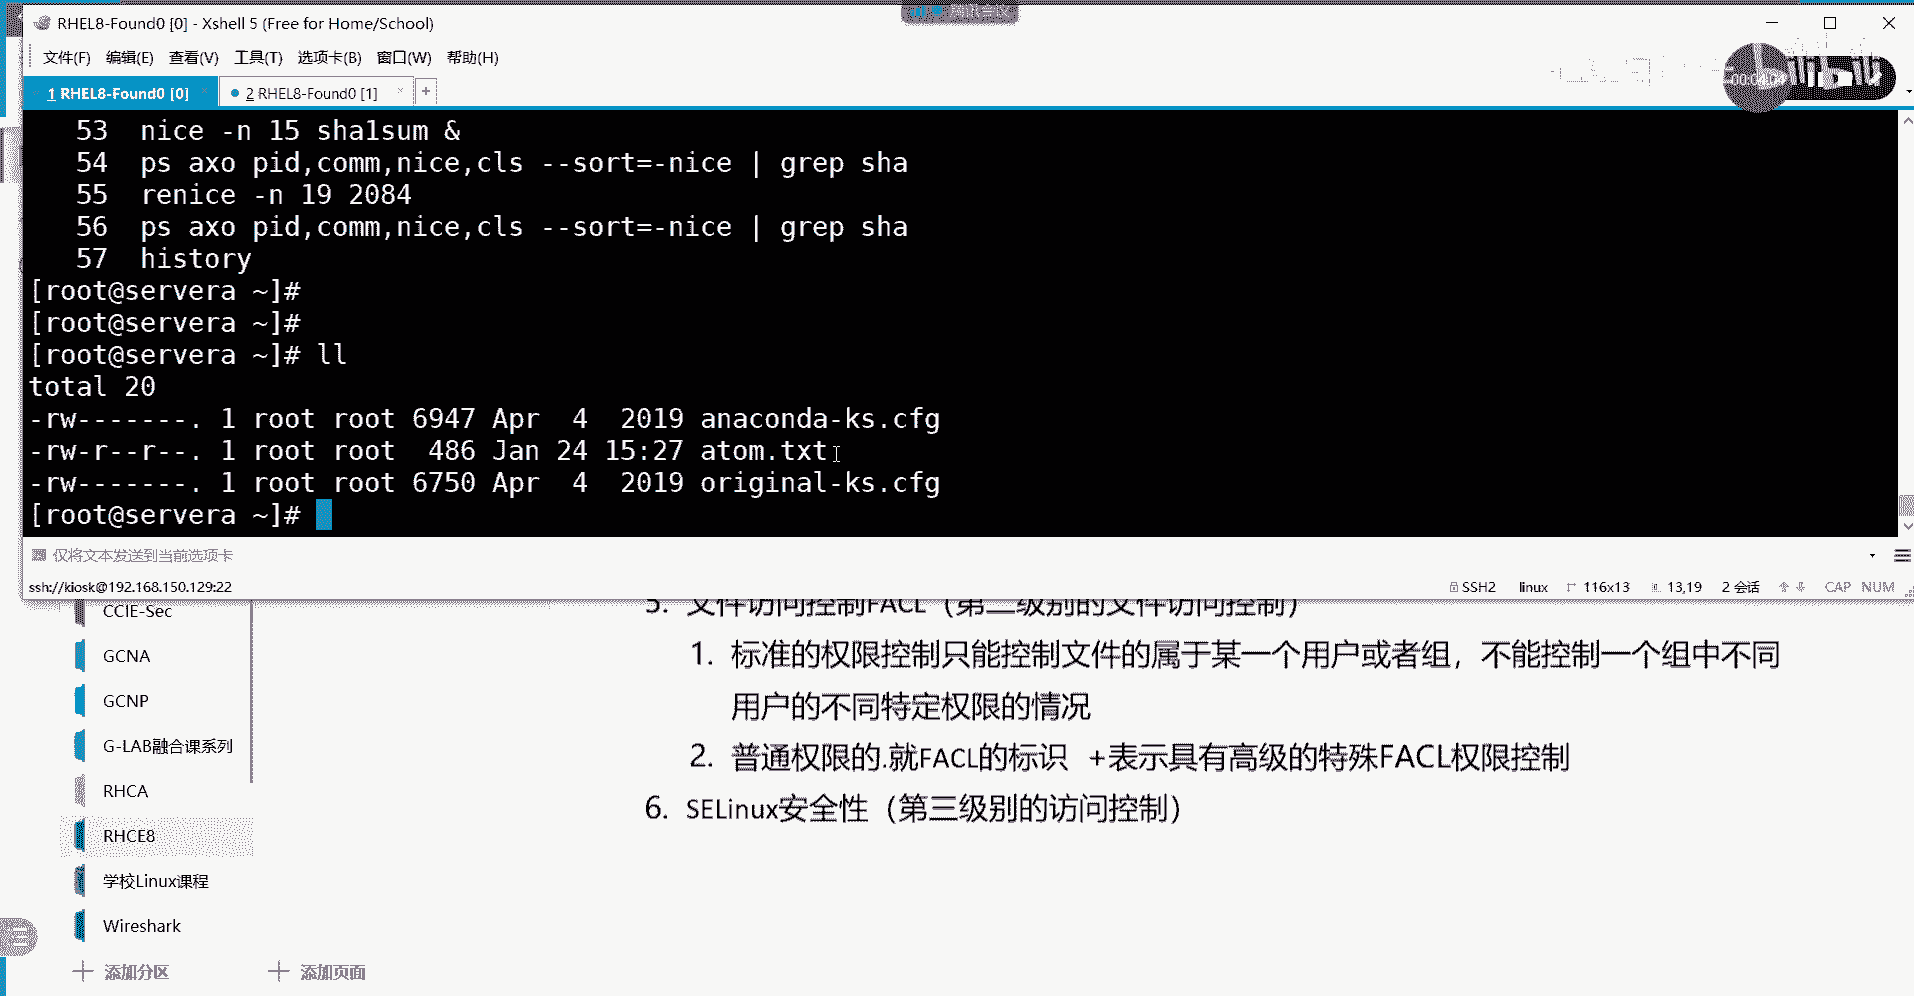 RHEL8-Found0 [0] - Xshell 5 (Free for Home/School)
腾讯会议
文件(F) 编辑(E) 查看(V) 工具(T) 选项卡(B) 窗口(W) 帮助(H)
00:04:04
1 RHEL8-Found0 [0] × 2 RHEL8-Found0 [1] × +
53 nice -n 15 sha1sum &
54 ps axo pid,comm,nice,cls --sort=-nice | grep sha
55 renice -n 19 2084
56 ps axo pid,comm,nice,cls --sort=-nice | grep sha
57 history
[root@servera ~]#
[root@servera ~]#
[root@servera ~]# ll
total 20
-rw-------. 1 root root 6947 Apr 4 2019 anaconda-ks.cfg
-rw-r--r--. 1 root root 486 Jan 24 15:27 atom.txt
-rw-------. 1 root root 6750 Apr 4 2019 original-ks.cfg
[root@servera ~]#
仅将文本发送到当前选项卡
ssh://kiosk@192.168.150.129:22 SSH2 linux 116x13 13,19 2 会话 CAP NUM
CCIE-Sec
GCNA
GCNP
G-LAB融合课系列
RHCA
RHCE8
学校Linux课程
Wireshark
添加分区 添加页面
5. 文件访问控制FACL（第二级别的文件访问控制）
1. 标准的权限控制只能控制文件的属于某一个用户或者组，不能控制一个组中不同
用户的不同特定权限的情况
2. 普通权限的.就FACL的标识 +表示具有高级的特殊FACL权限控制
6. SELinux安全性（第三级别的访问控制）